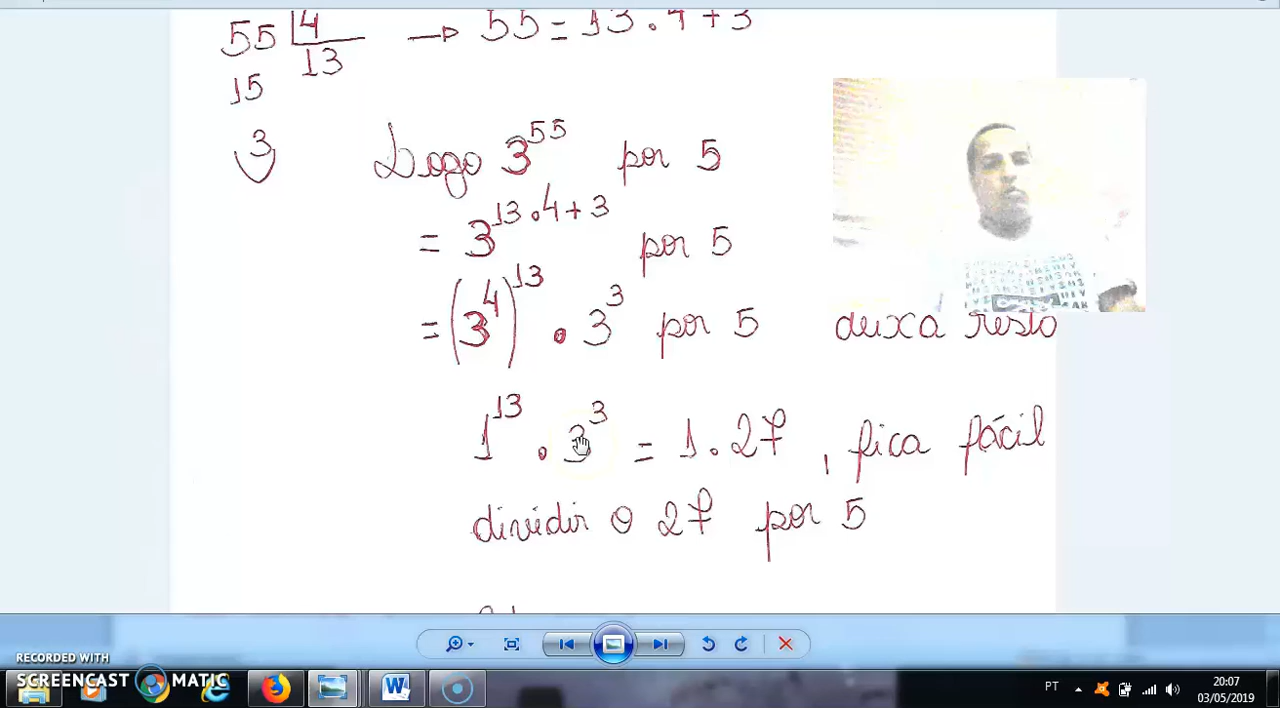 55 | 4 → 55 = 13 . 4 + 3
15 13
3
Logo 3^55 por 5
= 3^13.4+3 por 5
= (3^4)^13 . 3^3 por 5 deixa resto
1^13 . 3^3 = 1 . 27 , fica fácil
dividir o 27 por 5
RECORDED WITH
SCREENCAST MATIC
PT
20:07
03/05/2019